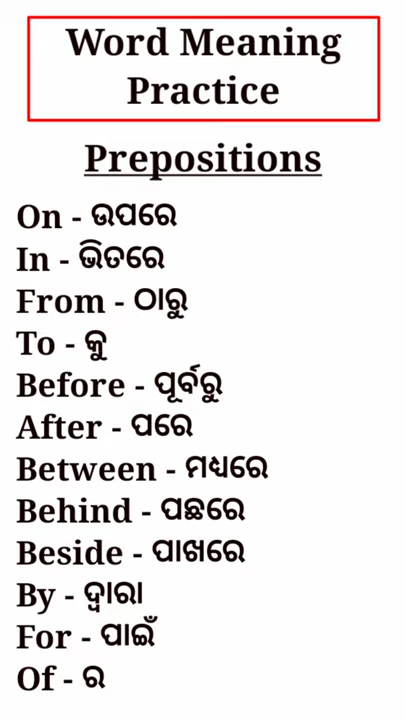 Word Meaning
Practice
Prepositions
On - ଉପରେ
In - ଭିତରେ
From - ଠାରୁ
To - କୁ
Before - ପୂର୍ବରୁ
After - ପରେ
Between - ମଧ୍ୟରେ
Behind - ପଛରେ
Beside - ପାଖରେ
By - ଦ୍ୱାରା
For - ପାଇଁ
Of - ର